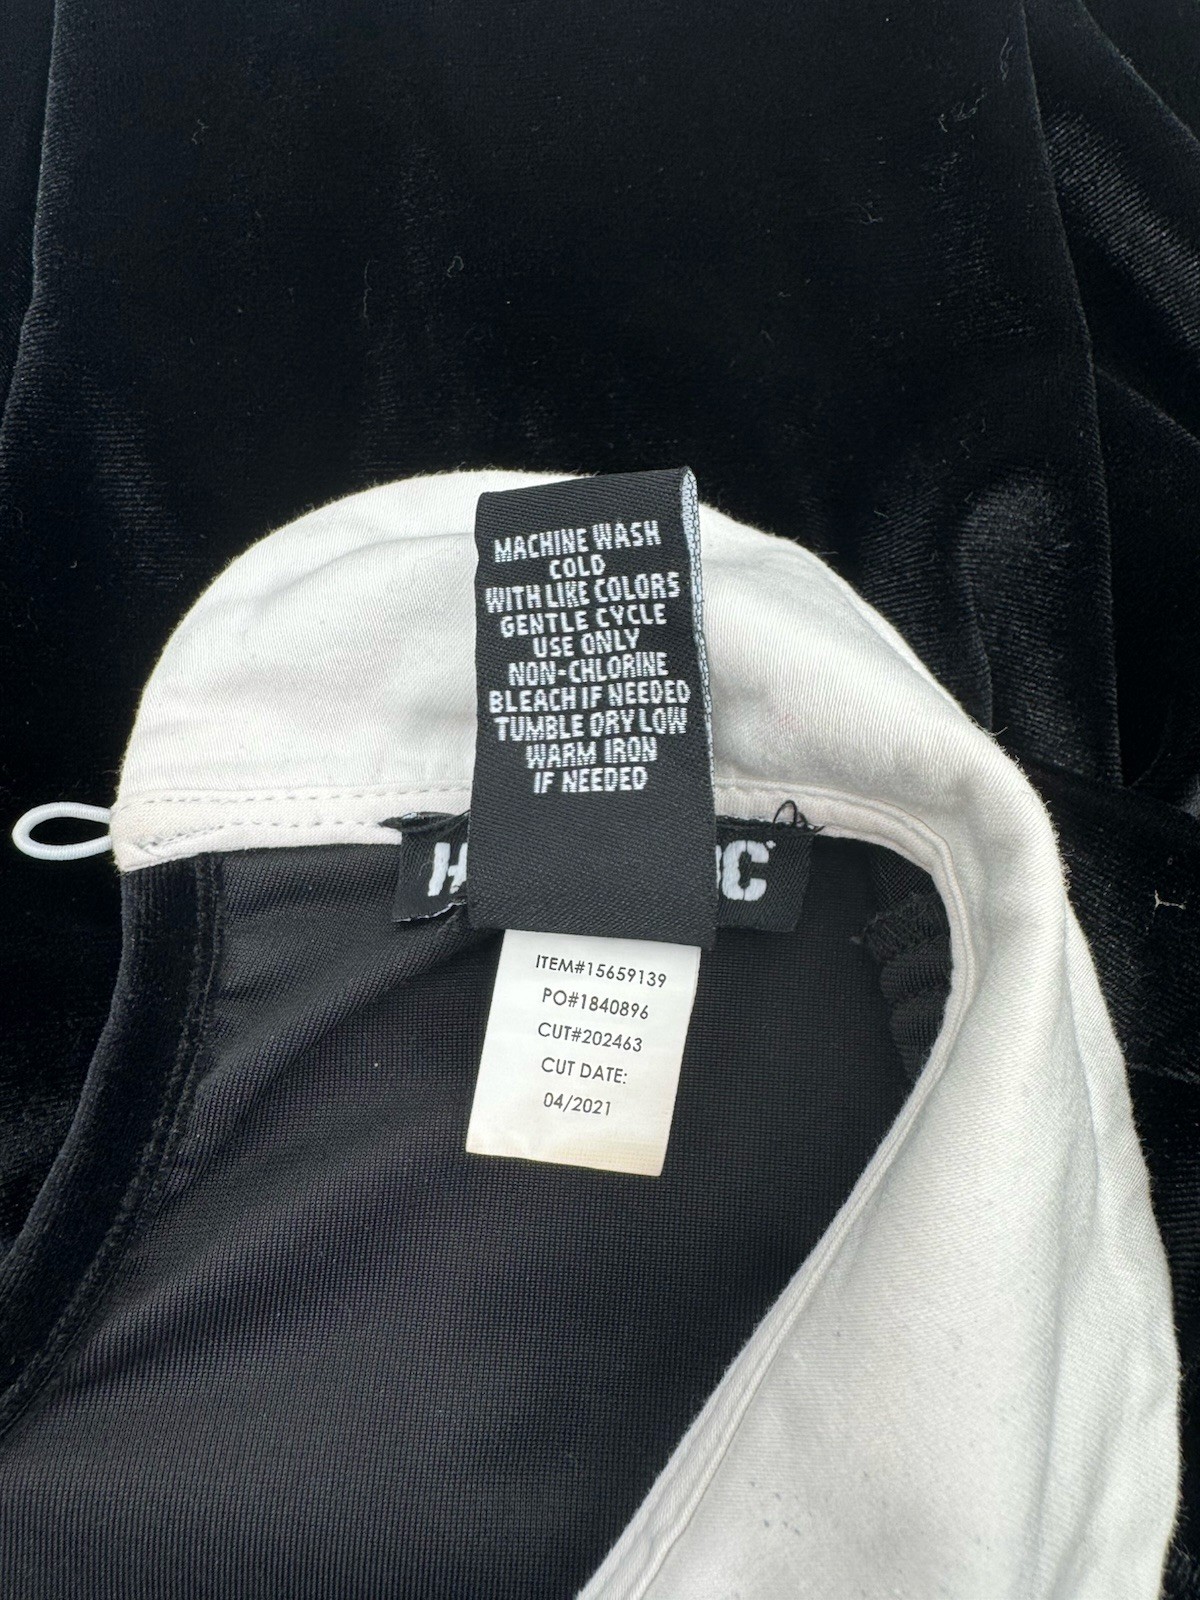 MACHINE WASH
COLD
WITH LIKE COLORS
GENTLE CYCLE
USE ONLY
NON-CHLORINE
BLEACH IF NEEDED
TUMBLE DRY LOW
WARM IRON
IF NEEDED
ITEM#15659139
PO#1840896
CUT#202463
CUT DATE:
04/2021